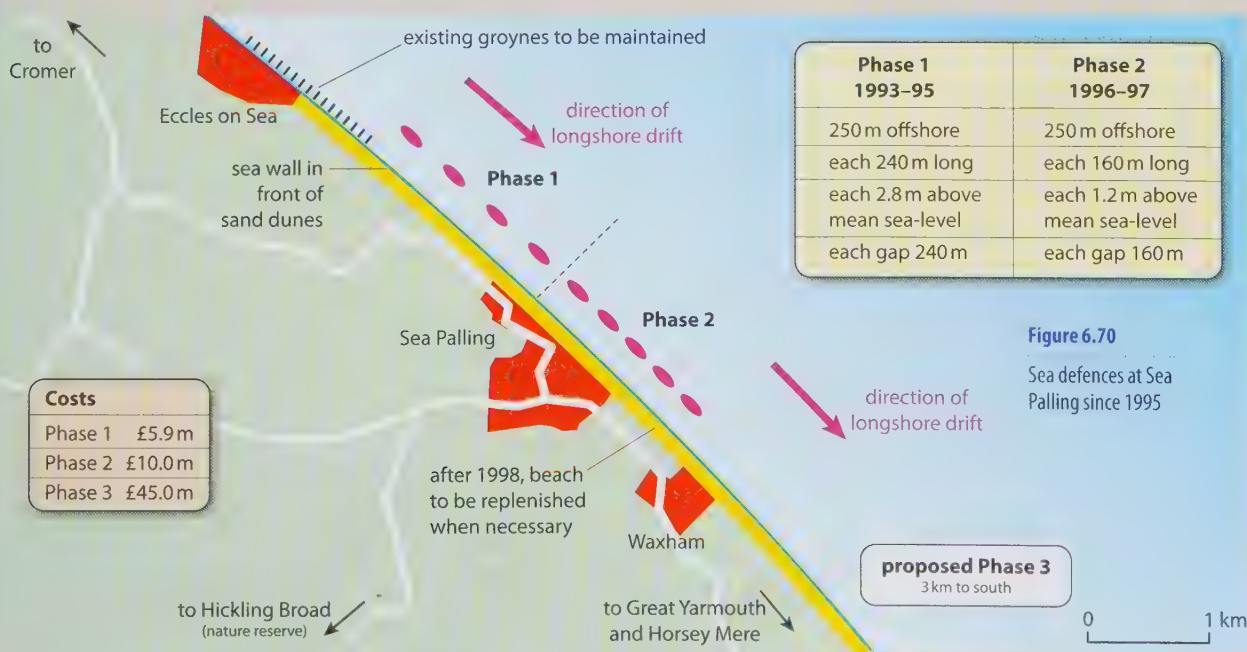 to
Cromer
existing groynes to be maintained
Eccles on Sea
direction of
longshore drift
sea wall in
front of
sand dunes
Phase 1
Phase 1
1993–95
Phase 2
1996–97
250 m offshore
250 m offshore
each 240 m long
each 160 m long
each 2.8 m above
mean sea-level
each 1.2 m above
mean sea-level
each gap 240 m
each gap 160 m
Sea Palling
Phase 2
Figure 6.70
Sea defences at Sea
Palling since 1995
Costs
Phase 1 £5.9 m
Phase 2 £10.0 m
Phase 3 £45.0 m
direction of
longshore drift
after 1998, beach
to be replenished
when necessary
Waxham
proposed Phase 3
3 km to south
to Hickling Broad
(nature reserve)
to Great Yarmouth
and Horsey Mere
0 1 km